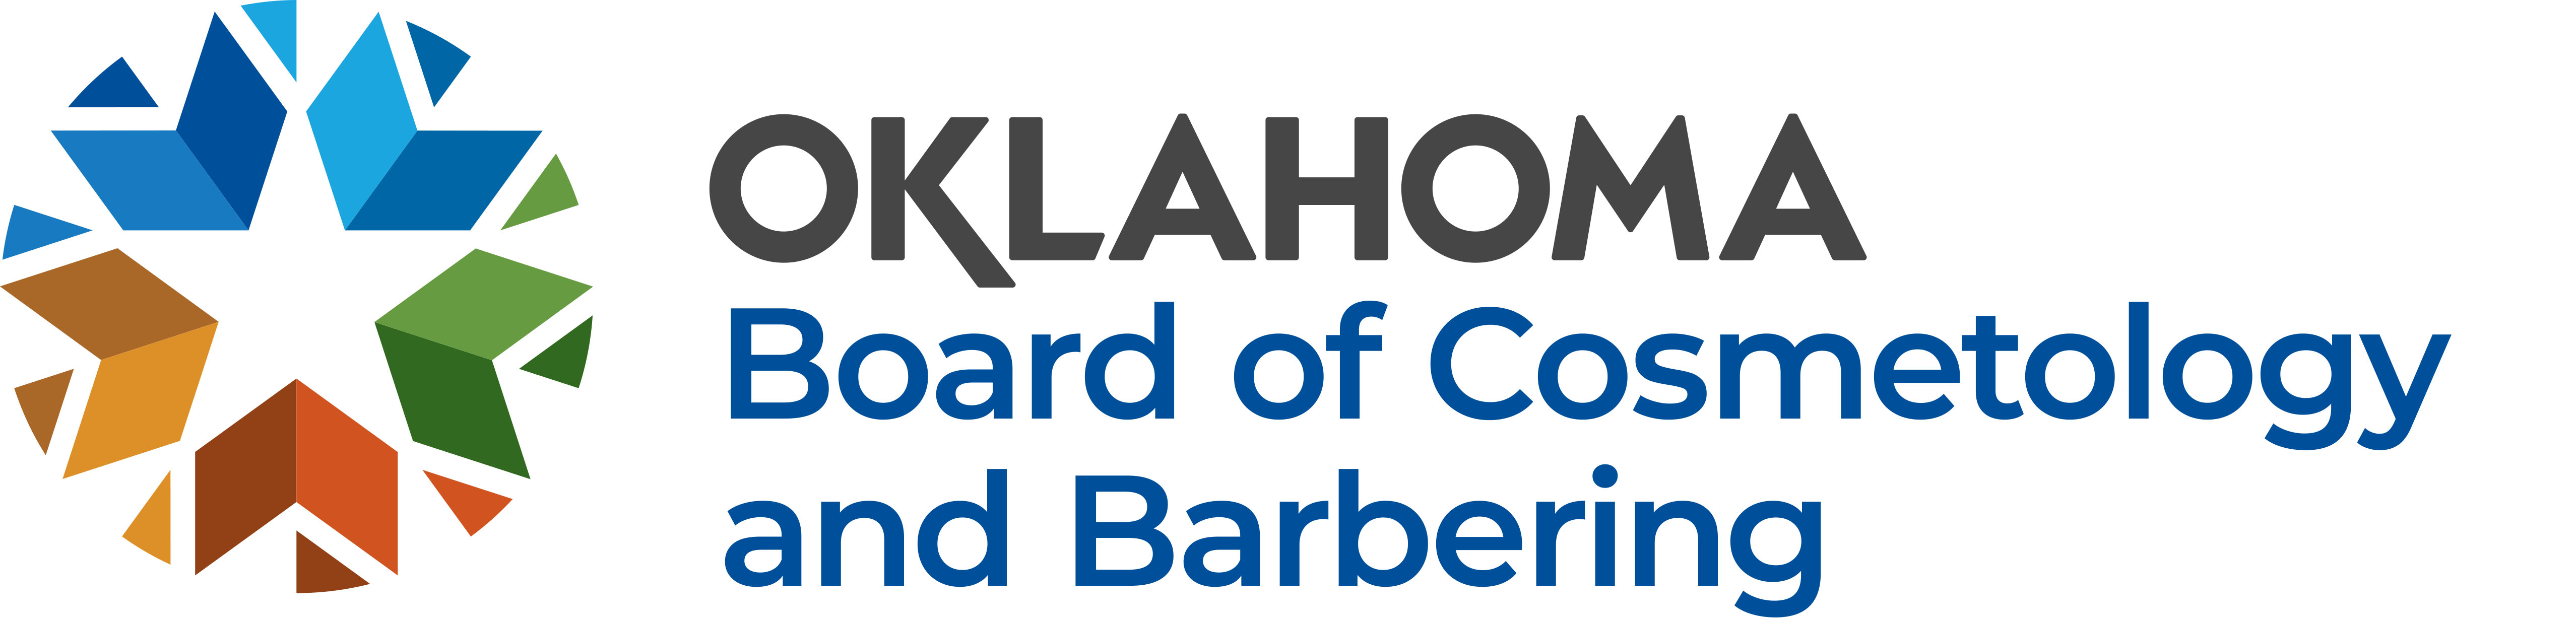 OKLAHOMA
Board of Cosmetology
and Barbering